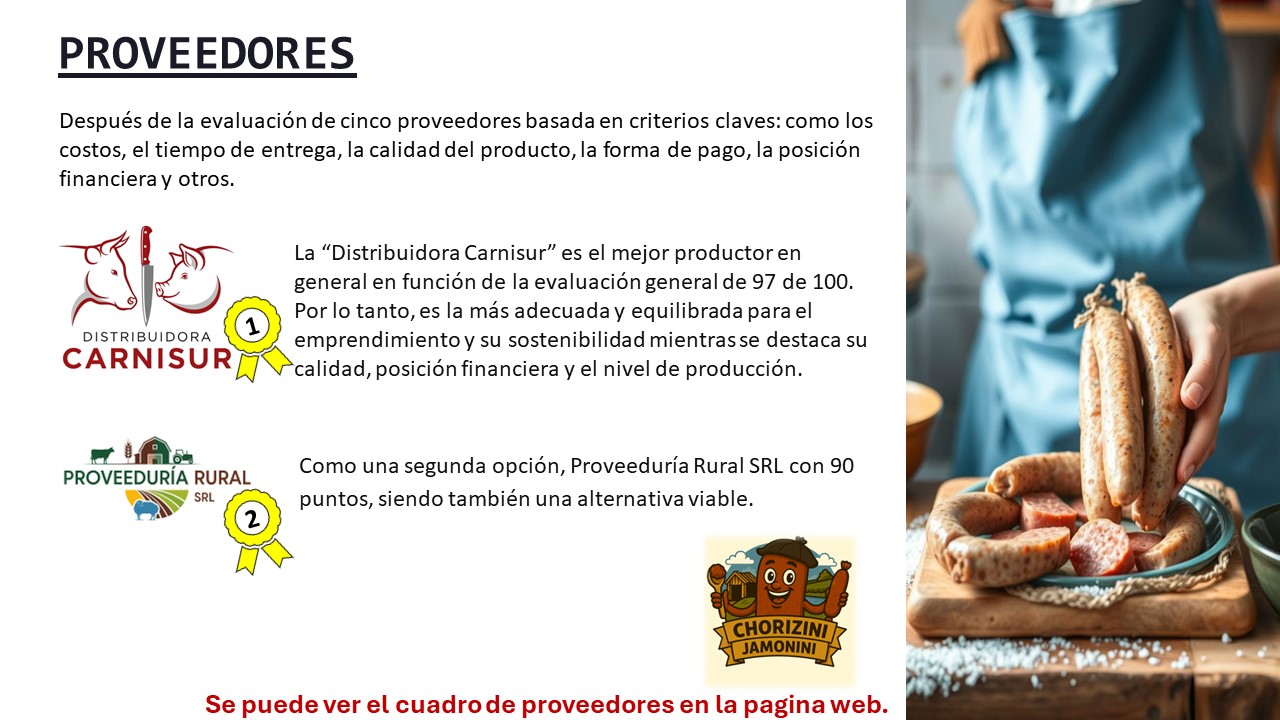 PROVEEDORES
Después de la evaluación de cinco proveedores basada en criterios claves: como los
costos, el tiempo de entrega, la calidad del producto, la forma de pago, la posición
financiera y otros.
DISTRIBUIDORA
CARNISUR
1
La “Distribuidora Carnisur” es el mejor productor en
general en función de la evaluación general de 97 de 100.
Por lo tanto, es la más adecuada y equilibrada para el
emprendimiento y su sostenibilidad mientras se destaca su
calidad, posición financiera y el nivel de producción.
PROVEEDURÍA RURAL
SRL
2
Como una segunda opción, Proveeduría Rural SRL con 90
puntos, siendo también una alternativa viable.
CHORIZINI
JAMONINI
Se puede ver el cuadro de proveedores en la pagina web.